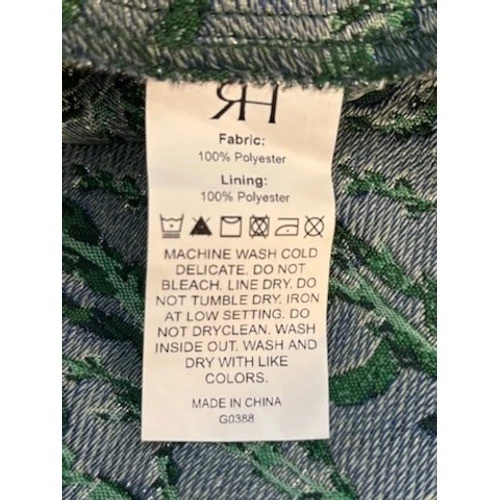 RH
Fabric:
100% Polyester
Lining:
100% Polyester
MACHINE WASH COLD
DELICATE. DO NOT
BLEACH. LINE DRY. DO
NOT TUMBLE DRY. IRON
AT LOW SETTING. DO
NOT DRYCLEAN. WASH
INSIDE OUT. WASH AND
DRY WITH LIKE
COLORS.
MADE IN CHINA
G0388